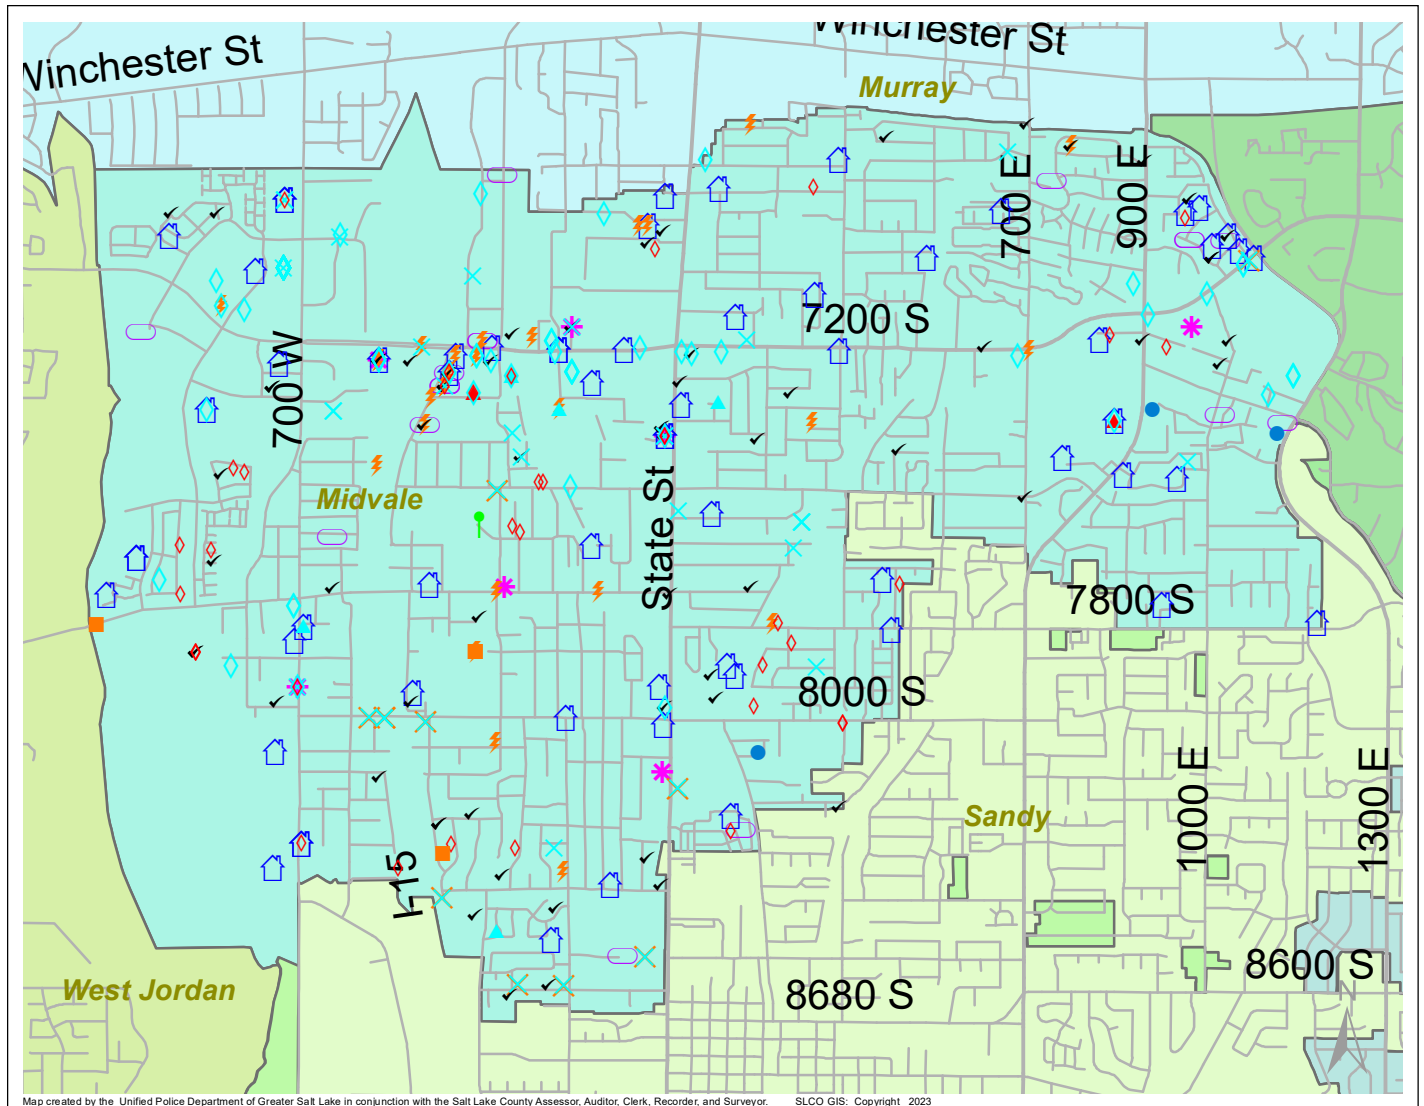 Winchester St
Winchester St
Murray
700 E
900 E
7200 S
700 W
Midvale
State St
7800 S
8000 S
Sandy
1000 E
1300 E
I-15
8600 S
West Jordan
8680 S
Map created by the Unified Police Department of Greater Salt Lake in conjunction with the Salt Lake County Assessor, Auditor, Clerk, Recorder, and Surveyor. SLCO GIS: Copyright 2023